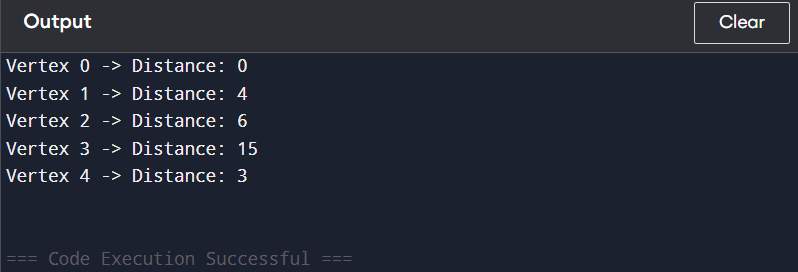 Output
Clear
Vertex 0 -> Distance: 0
Vertex 1 -> Distance: 4
Vertex 2 -> Distance: 6
Vertex 3 -> Distance: 15
Vertex 4 -> Distance: 3
=== Code Execution Successful ===